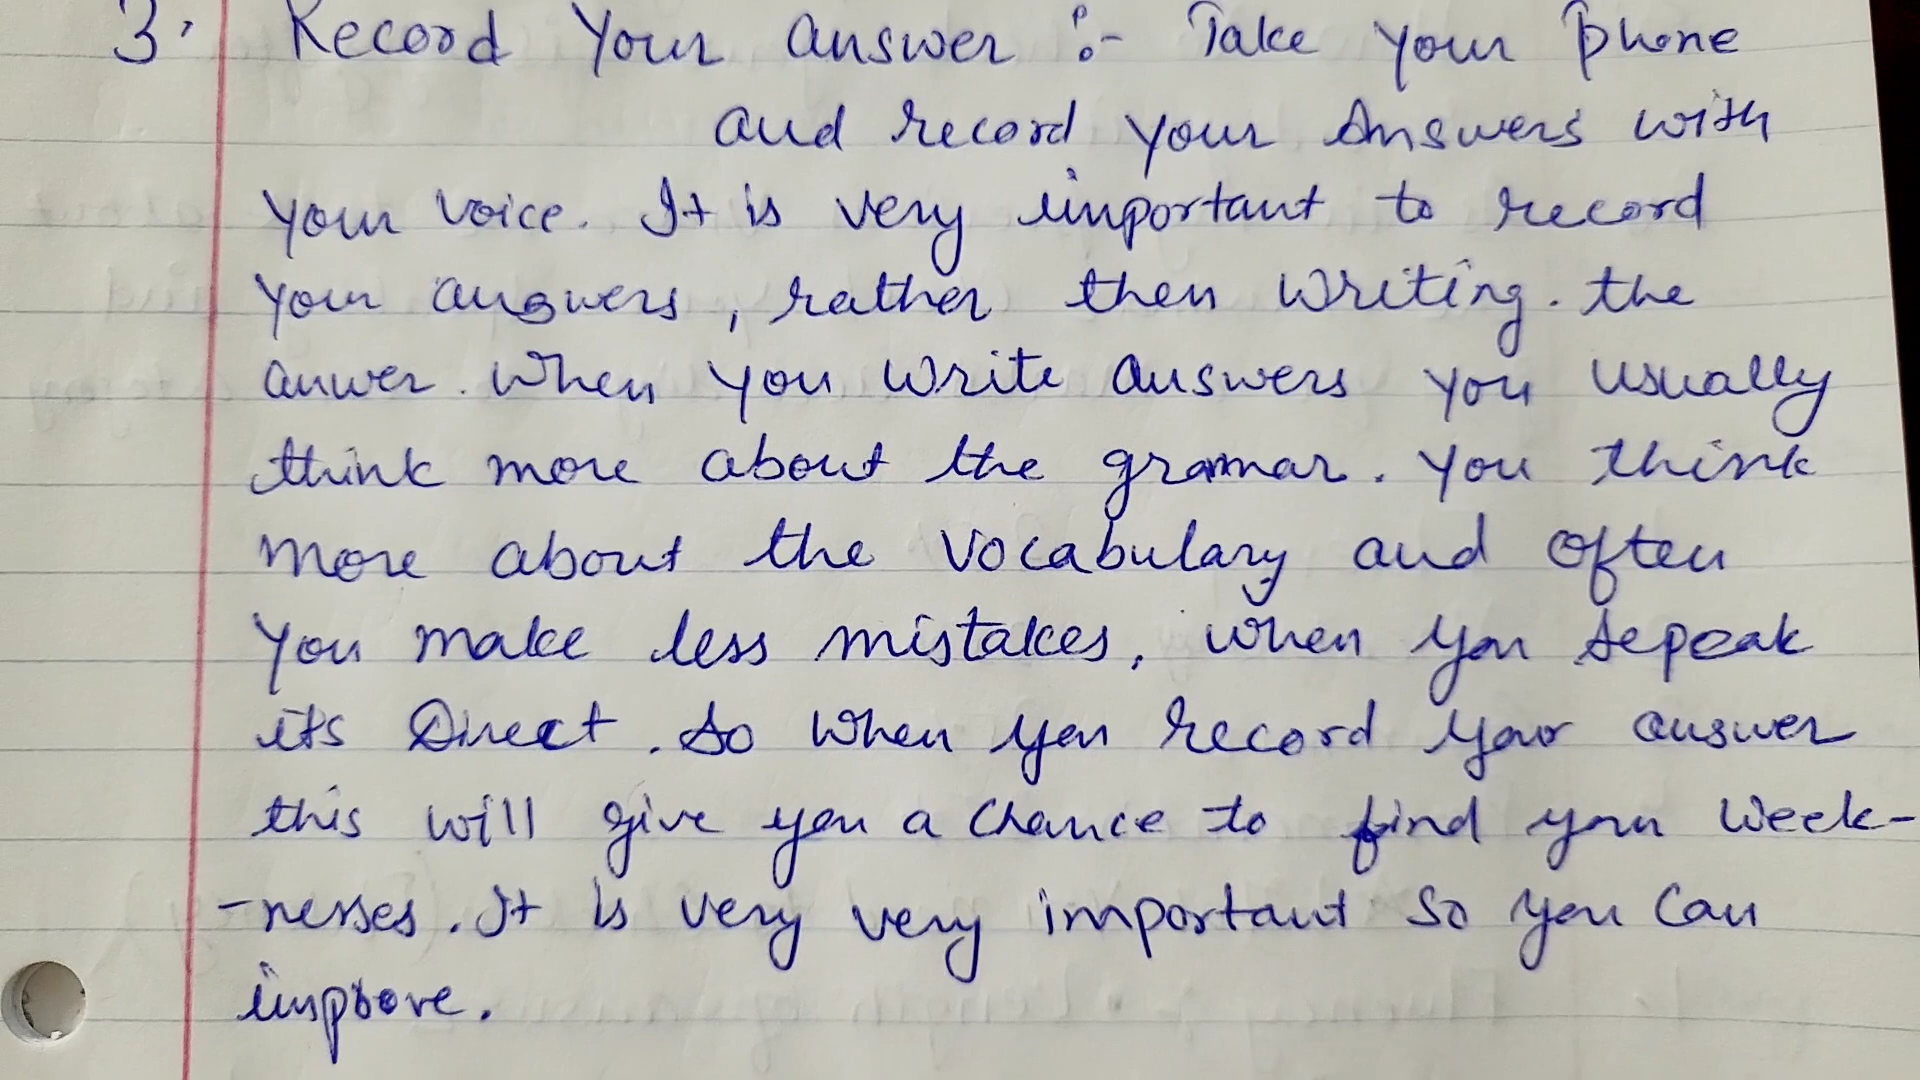 3. Record Your answer :- Take your phone
and record your Answers with
your voice. It is very important to record
your answers, rather then writing. the
anwer. When you write answers you usually
think more about the grammar. You think
more about the vocabulary and often
you make less mistakes, when you sepeak
its Direct. So when you record your answer
this will give you a chance to find your Week-
-nesses. It is very very important so you can
improve.